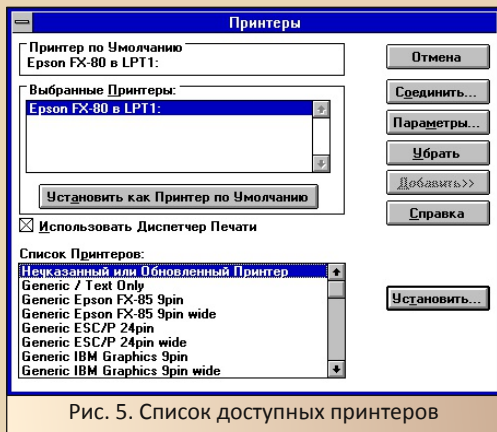 Принтеры
Принтер по Умолчанию
Epson FX-80 в LPT1:
Выбранные Принтеры:
Epson FX-80 в LPT1:
Установить как Принтер по Умолчанию
Использовать Диспетчер Печати
Список Принтеров:
Неуказанный или Обновленный Принтер
Generic / Text Only
Generic Epson FX-85 9pin
Generic Epson FX-85 9pin wide
Generic ESC/P 24pin
Generic ESC/P 24pin wide
Generic IBM Graphics 9pin
Generic IBM Graphics 9pin wide
Отмена
Соединить...
Параметры...
Убрать
Добавить>>
Справка
Установить...
Рис. 5. Список доступных принтеров